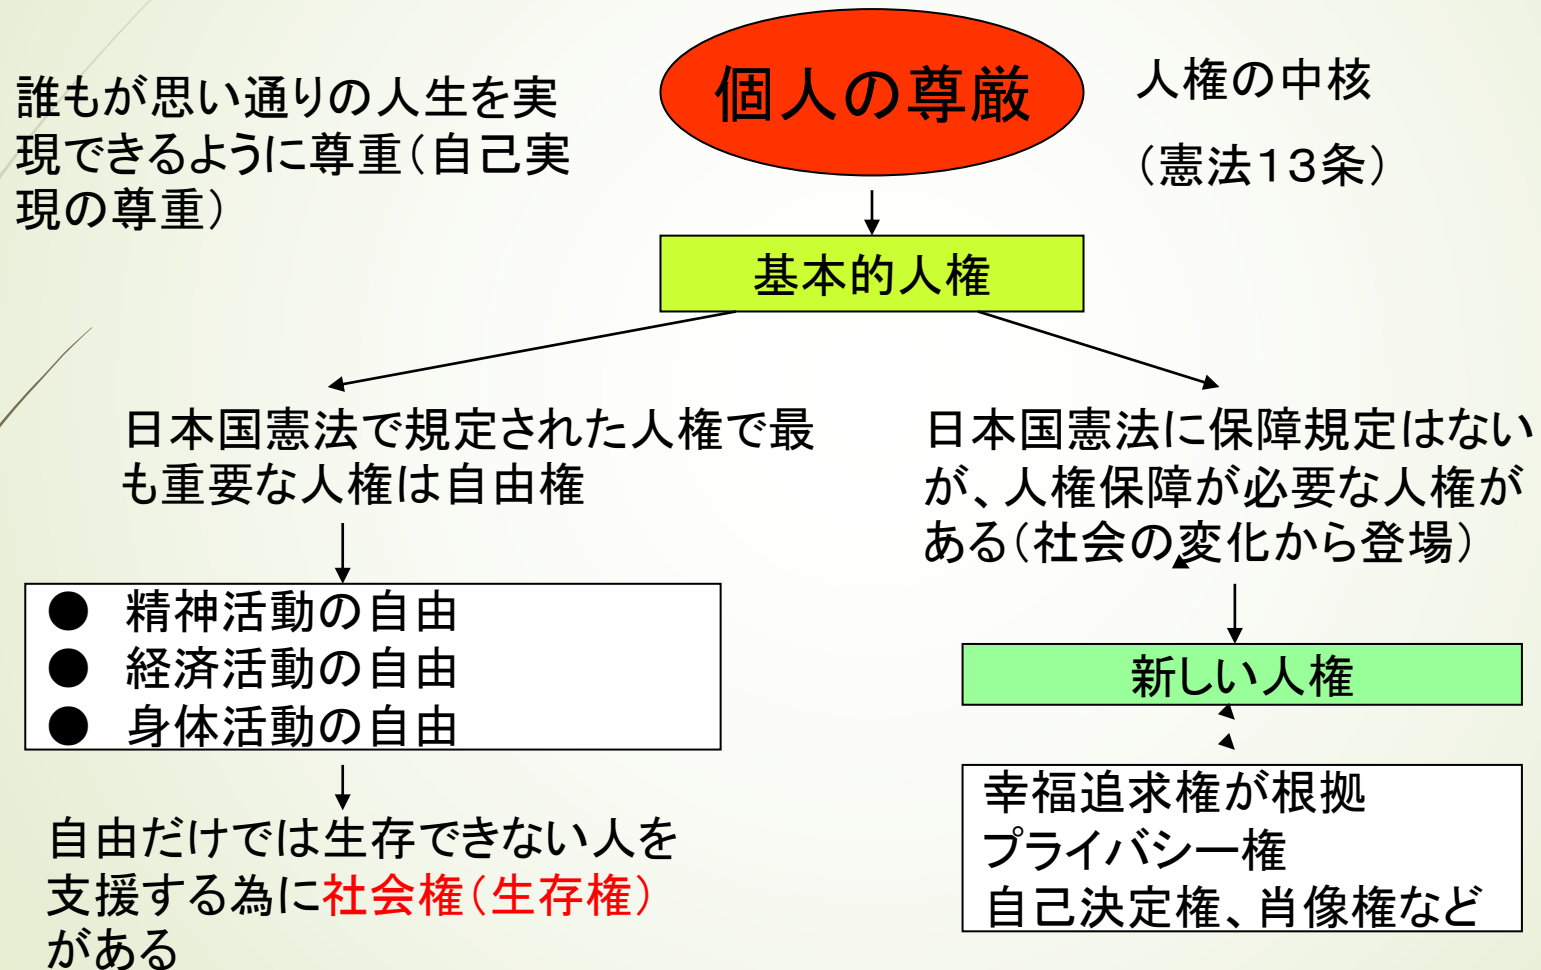 個人の尊厳
人権の中核
(憲法13条)
誰もが思い通りの人生を実
現できるように尊重(自己実
現の尊重)
基本的人権
日本国憲法で規定された人権で最
も重要な人権は自由権
● 精神活動の自由
● 経済活動の自由
● 身体活動の自由
自由だけでは生存できない人を
支援する為に社会権(生存権)
がある
日本国憲法に保障規定はない
が、人権保障が必要な人権が
ある(社会の変化から登場)
新しい人権
幸福追求権が根拠
プライバシー権
自己決定権、肖像権など